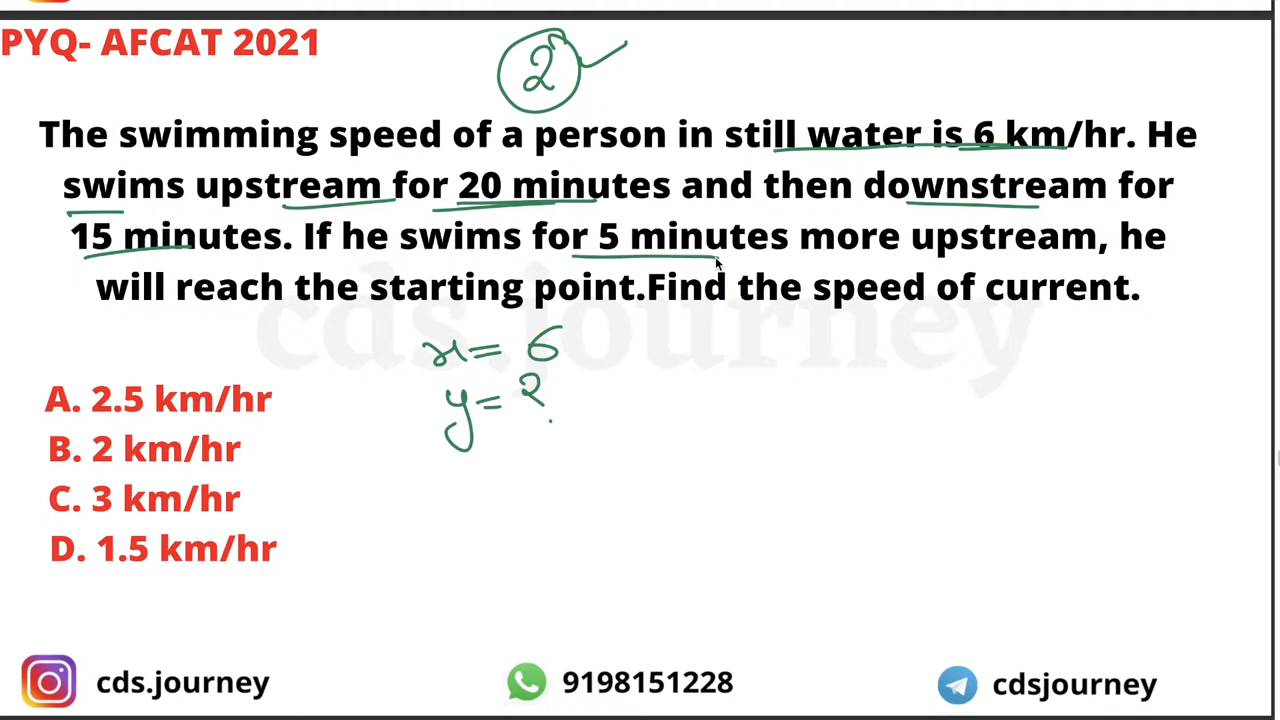 PYQ- AFCAT 2021
2
The swimming speed of a person in still water is 6 km/hr. He
swims upstream for 20 minutes and then downstream for
15 minutes. If he swims for 5 minutes more upstream, he
will reach the starting point.Find the speed of current.
cds.journey
x = 6
y = ?
A. 2.5 km/hr
B. 2 km/hr
C. 3 km/hr
D. 1.5 km/hr
cds.journey
9198151228
cdsjourney